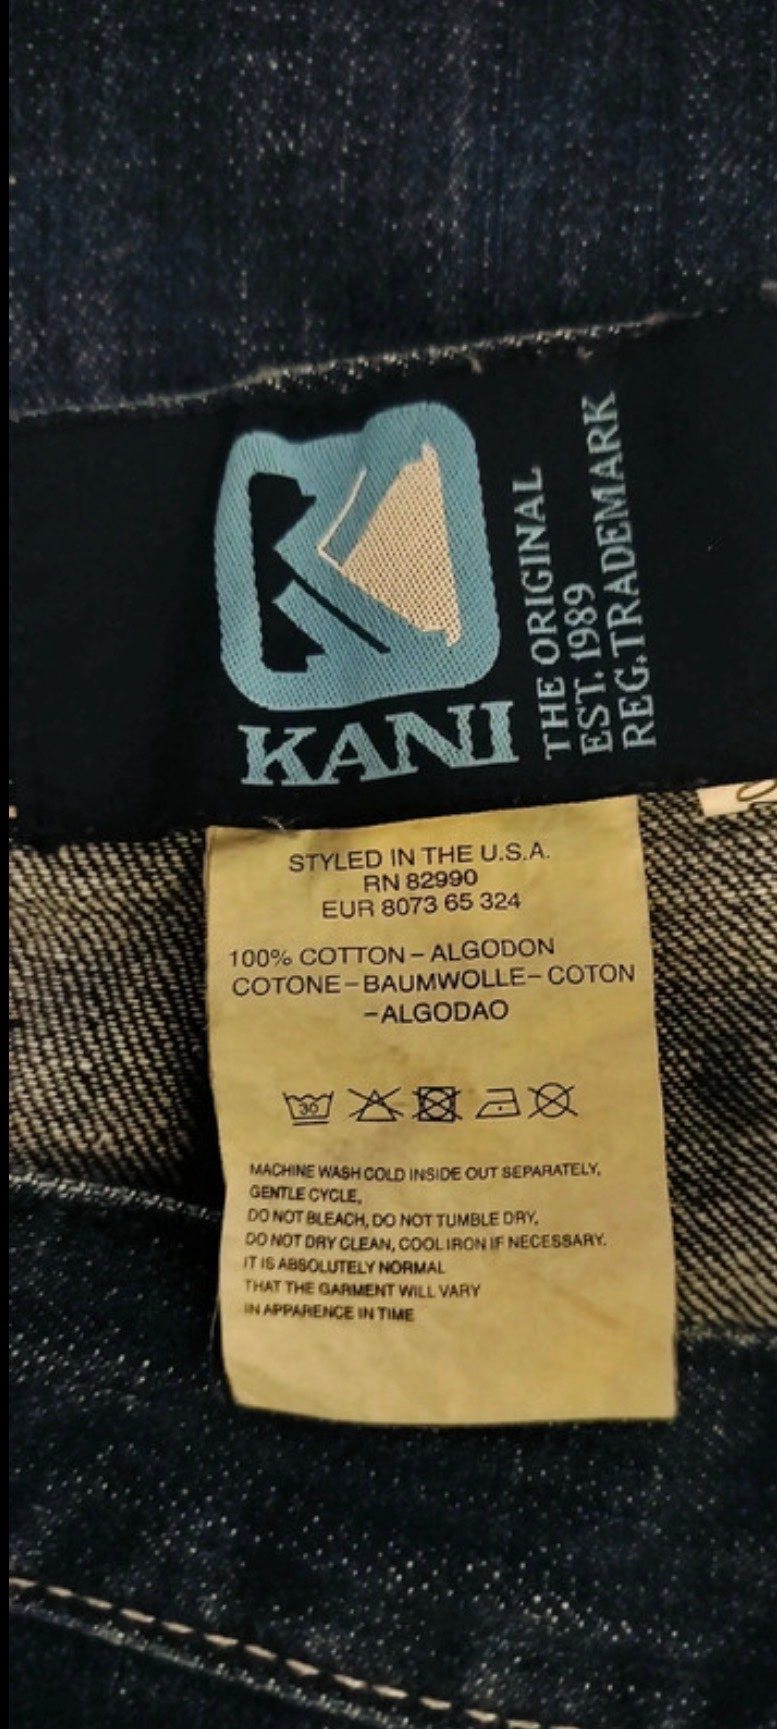 KANI
THE ORIGINAL
EST. 1989
REG.TRADEMARK
STYLED IN THE U.S.A.
RN 82990
EUR 8073 65 324
100% COTTON – ALGODON
COTONE – BAUMWOLLE – COTON
– ALGODAO
30
MACHINE WASH COLD INSIDE OUT SEPARATELY,
GENTLE CYCLE,
DO NOT BLEACH, DO NOT TUMBLE DRY,
DO NOT DRY CLEAN, COOL IRON IF NECESSARY.
IT IS ABSOLUTELY NORMAL
THAT THE GARMENT WILL VARY
IN APPARENCE IN TIME